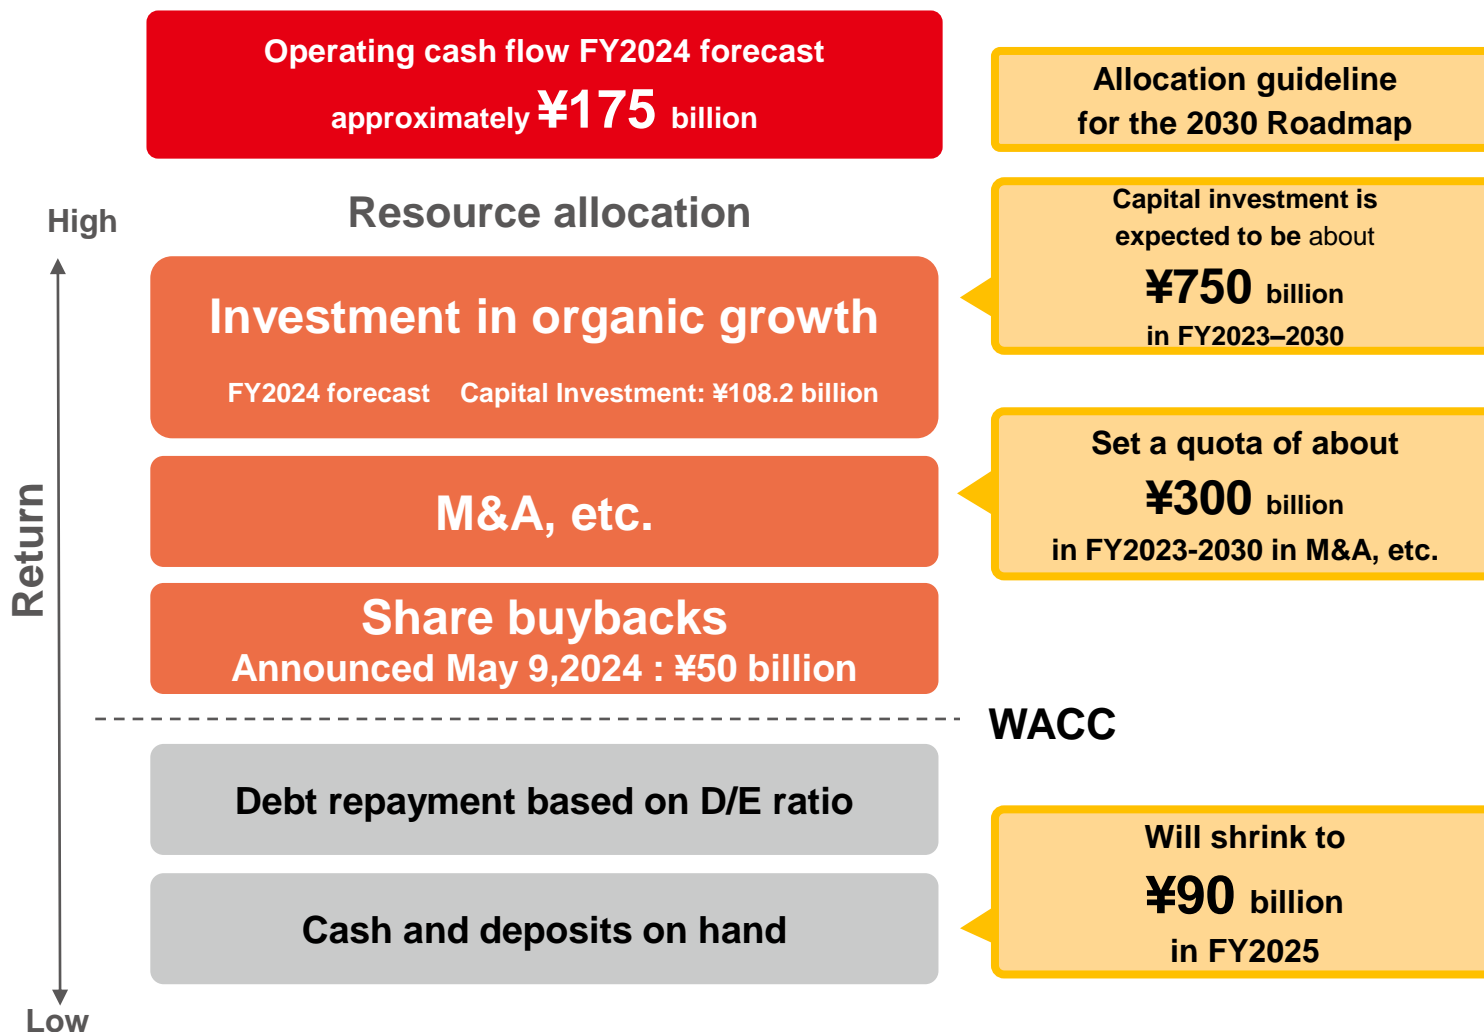 Operating cash flow FY2024 forecast
approximately ¥175 billion
Allocation guideline
for the 2030 Roadmap
High
Resource allocation
Capital investment is
expected to be about
¥750 billion
in FY2023–2030
Investment in organic growth
FY2024 forecast Capital Investment: ¥108.2 billion
Set a quota of about
¥300 billion
in FY2023-2030 in M&A, etc.
M&A, etc.
Return
Share buybacks
Announced May 9,2024 : ¥50 billion
WACC
Debt repayment based on D/E ratio
Will shrink to
¥90 billion
in FY2025
Cash and deposits on hand
Low